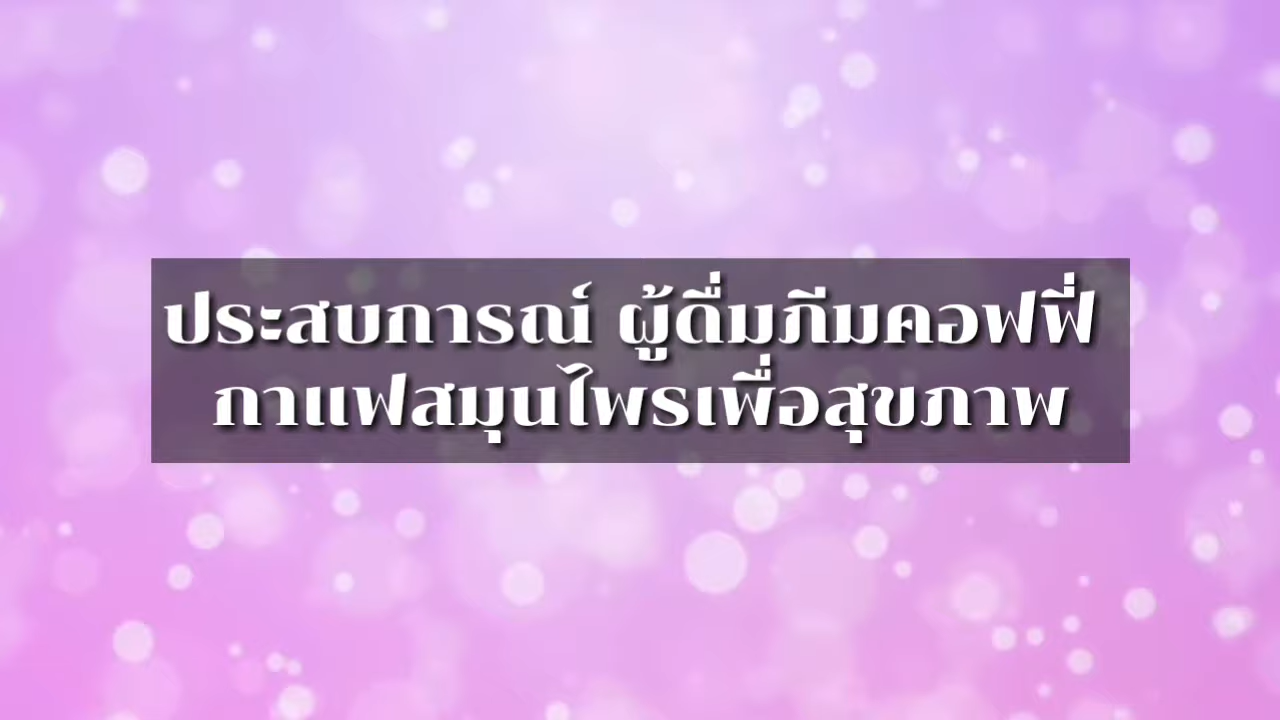 ประสบการณ์ ผู้ดื่มภีมคอฟฟี่
กาแฟสมุนไพรเพื่อสุขภาพ